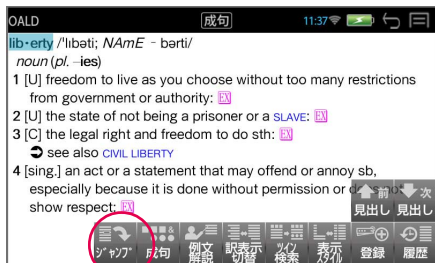 OALD 成句 11:37
lib·erty /ˈlɪbəti; NAmE -bərti/
noun (pl. -ies)
1 [U] freedom to live as you choose without too many restrictions
from government or authority: EX
2 [U] the state of not being a prisoner or a SLAVE: EX
3 [C] the legal right and freedom to do sth: EX
➲ see also CIVIL LIBERTY
4 [sing.] an act or a statement that may offend or annoy sb,
especially because it is done without permission or
show respect: EX
前見出し 次見出し
ジャンプ 成句 例文解説 訳表示切替 ツイン検索 表示スタイル 登録 履歴